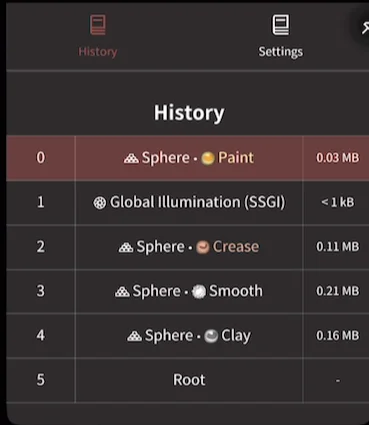 History
Settings
History
0 Sphere • Paint 0.03 MB
1 Global Illumination (SSGI) < 1 kB
2 Sphere • Crease 0.11 MB
3 Sphere • Smooth 0.21 MB
4 Sphere • Clay 0.16 MB
5 Root -